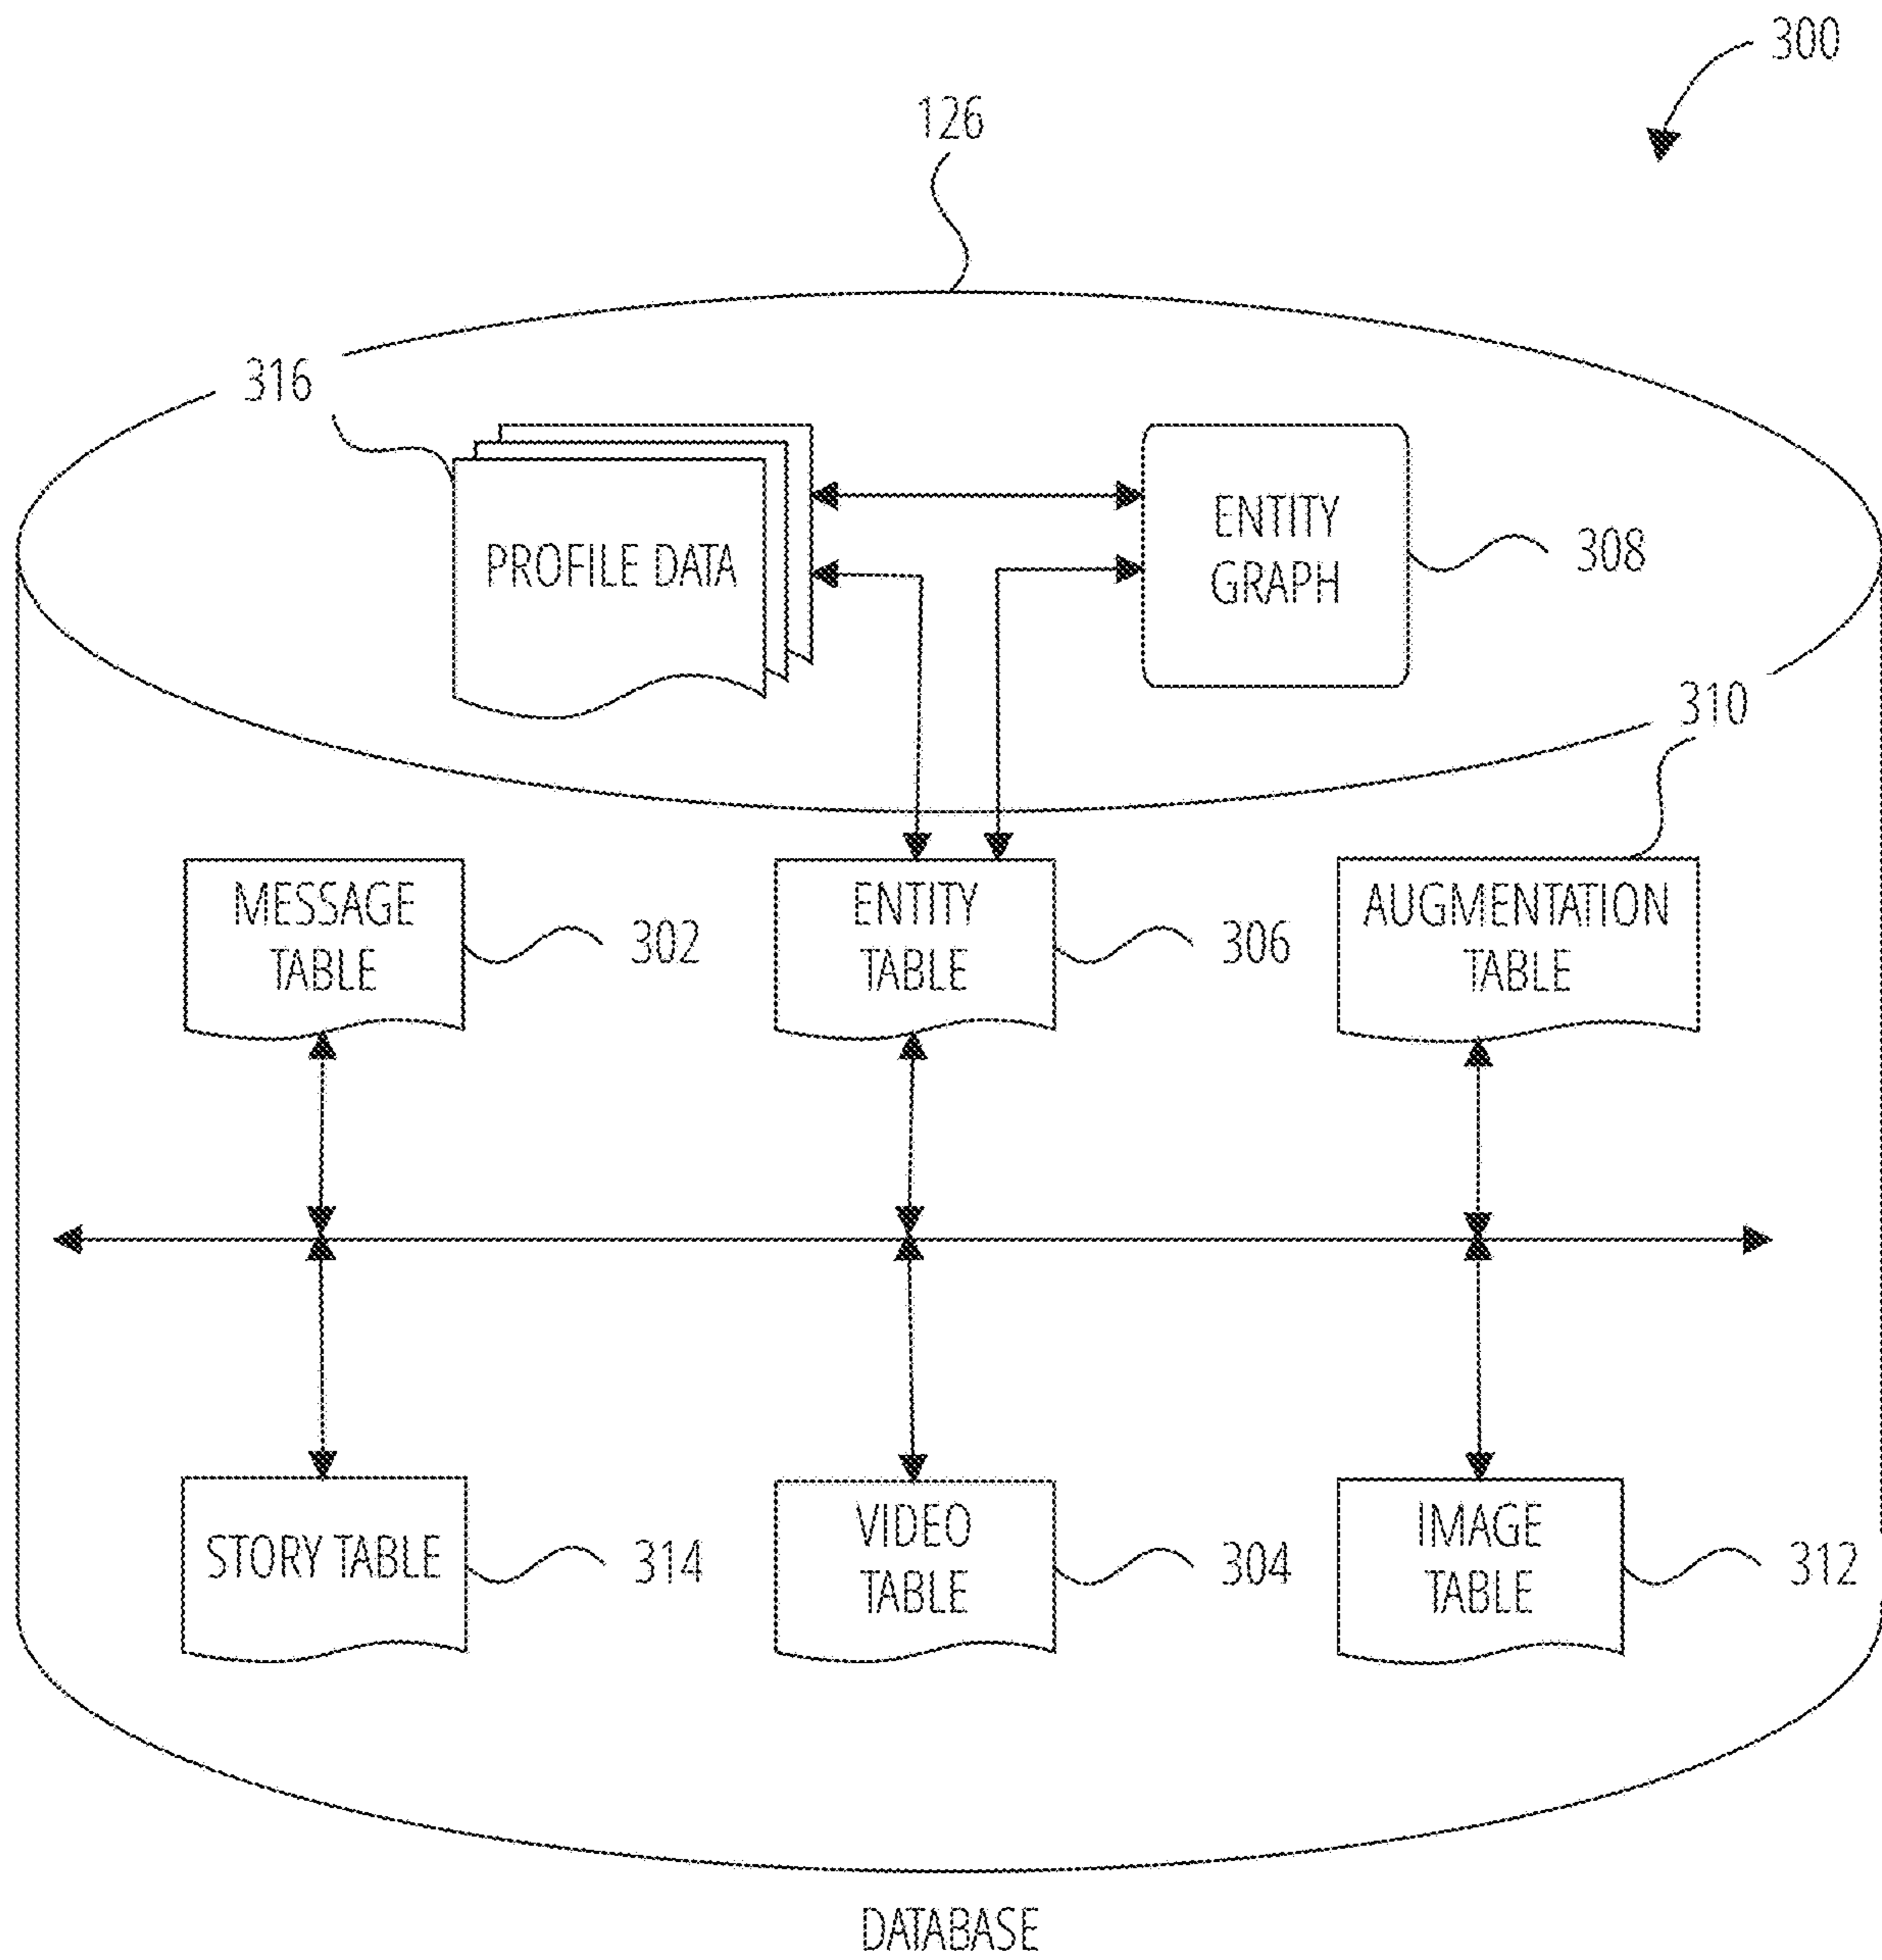 300
126
316
PROFILE DATA
ENTITY
GRAPH
308
310
MESSAGE
TABLE
302
ENTITY
TABLE
306
AUGMENTATION
TABLE
STORY TABLE
314
VIDEO
TABLE
304
IMAGE
TABLE
312
DATABASE